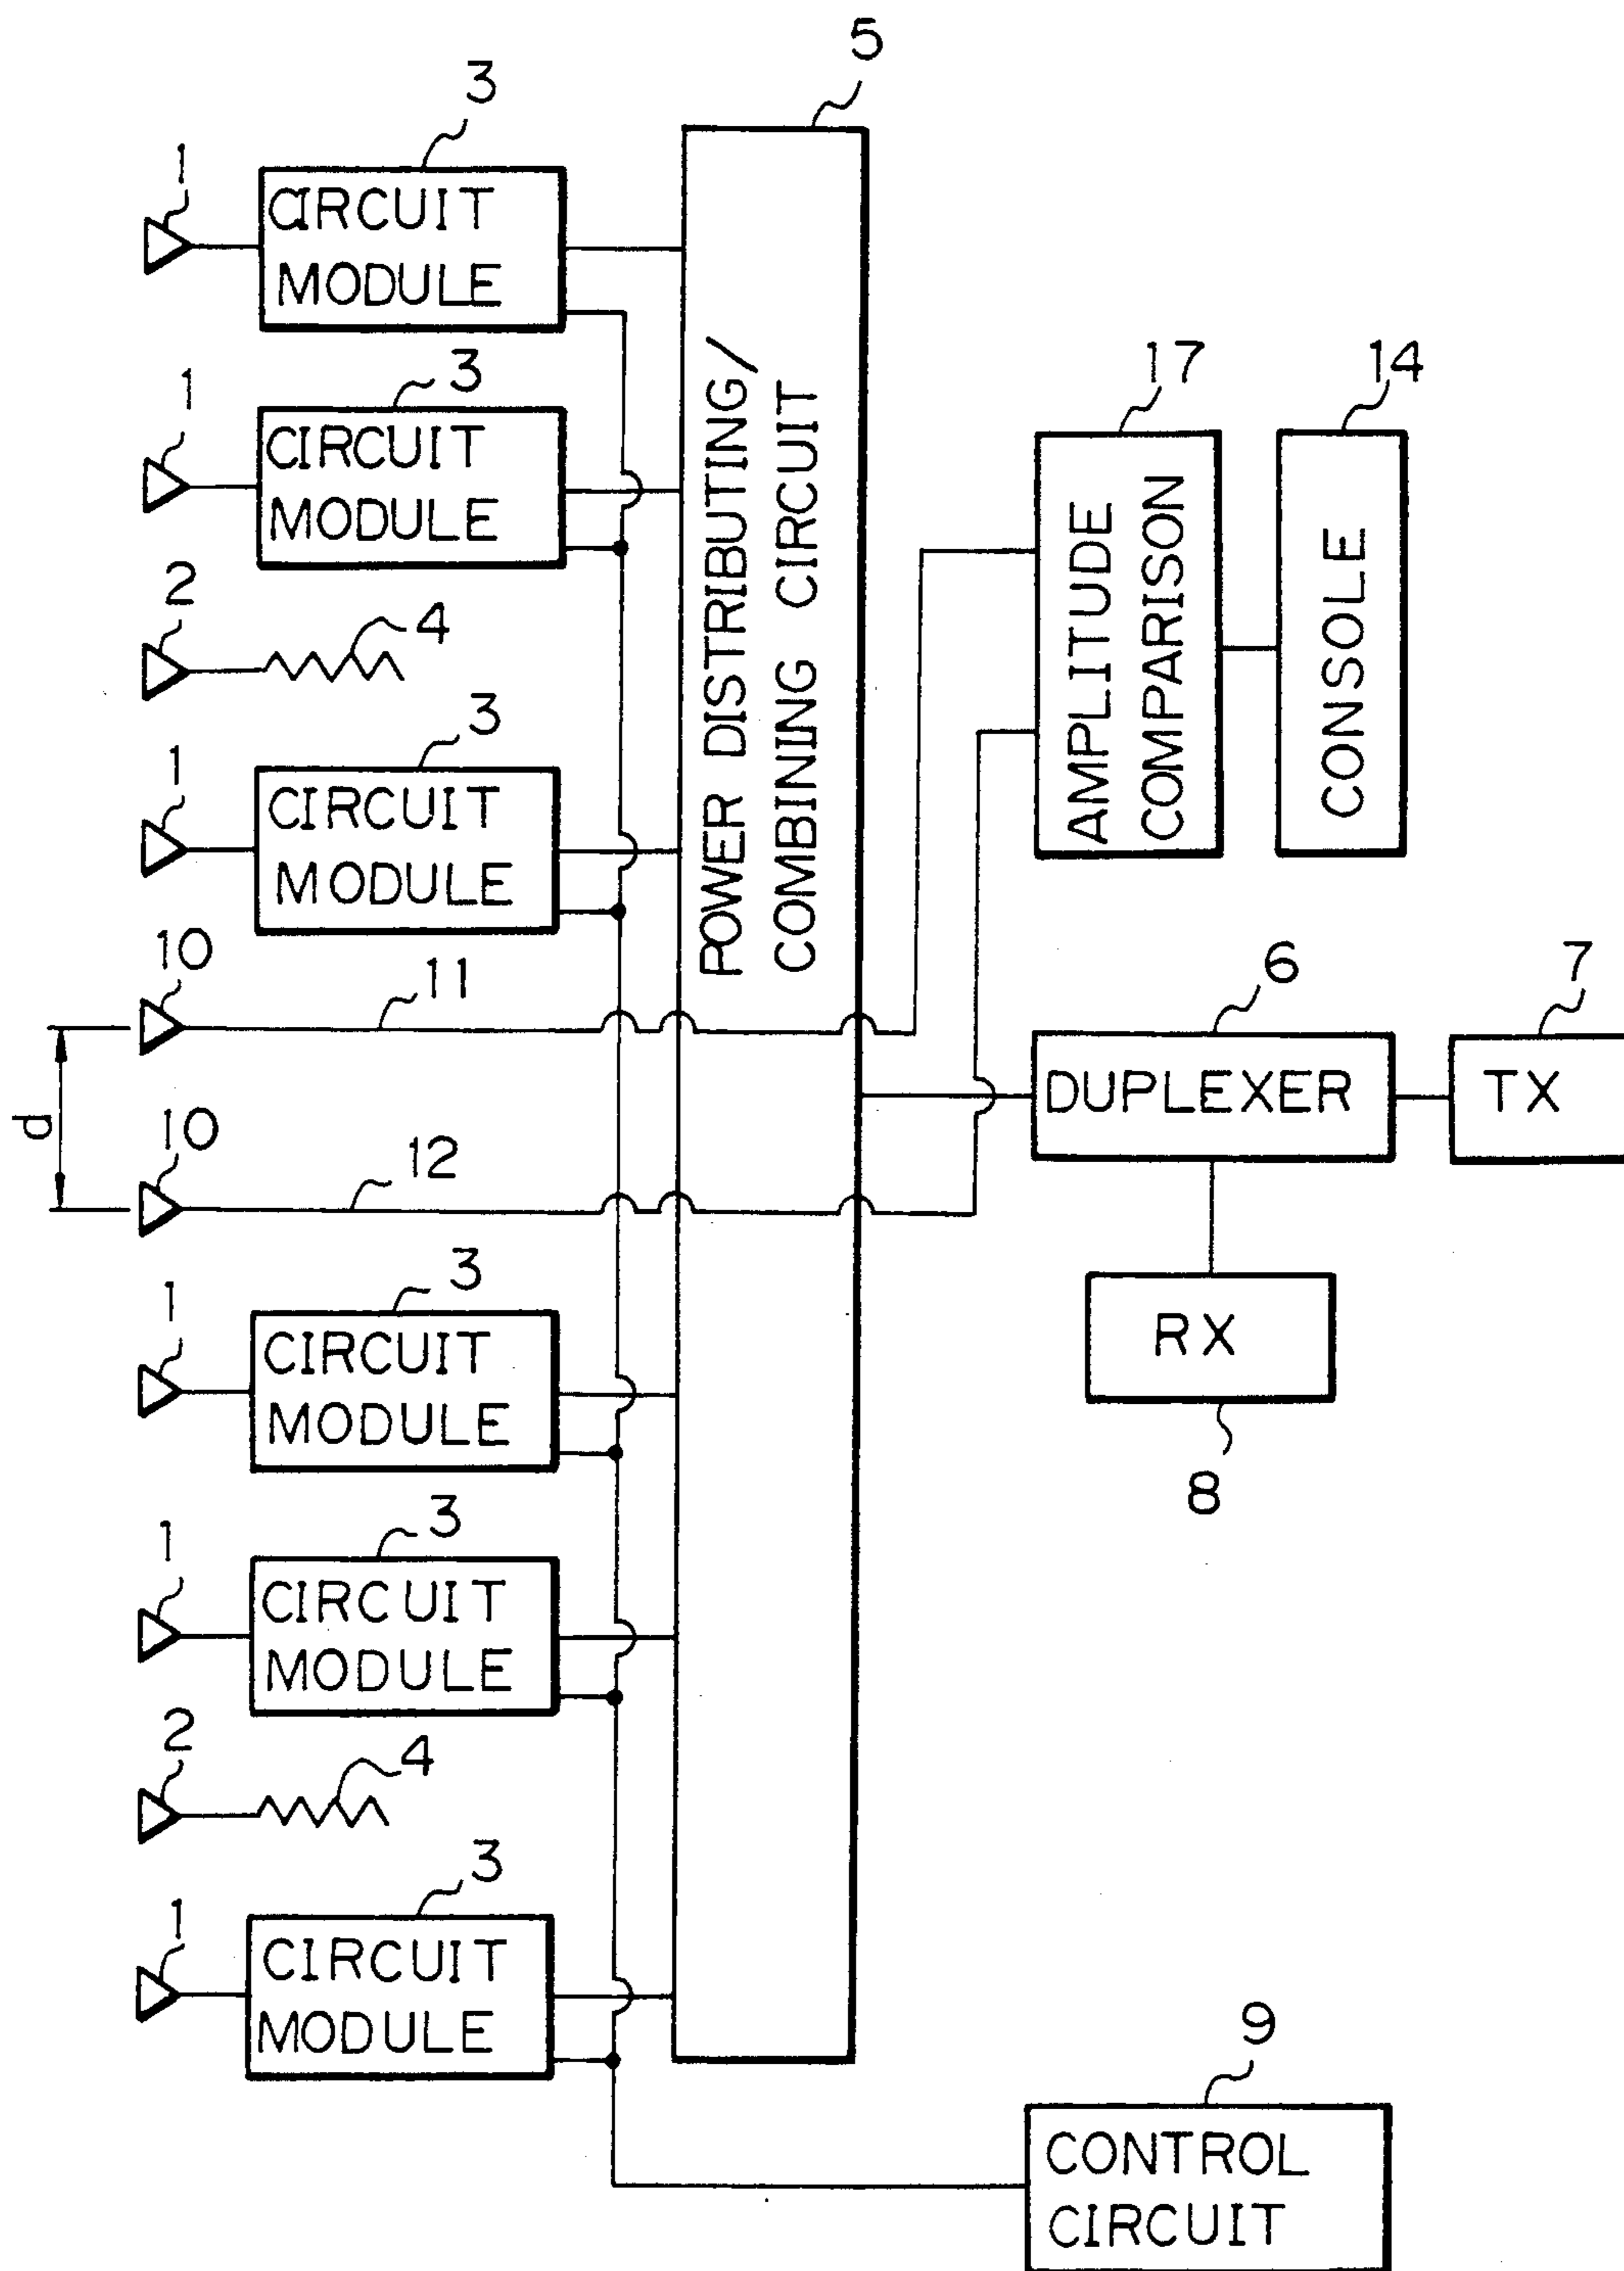 5
3
1
CIRCUIT
MODULE
3
1
CIRCUIT
MODULE
2
4
3
1
CIRCUIT
MODULE
POWER DISTRIBUTING/
COMBINING CIRCUIT
17
AMPLITUDE
COMPARISON
14
CONSOLE
10
11
d
10
12
6
DUPLEXER
7
TX
RX
8
3
1
CIRCUIT
MODULE
3
1
CIRCUIT
MODULE
2
4
3
1
CIRCUIT
MODULE
9
CONTROL
CIRCUIT